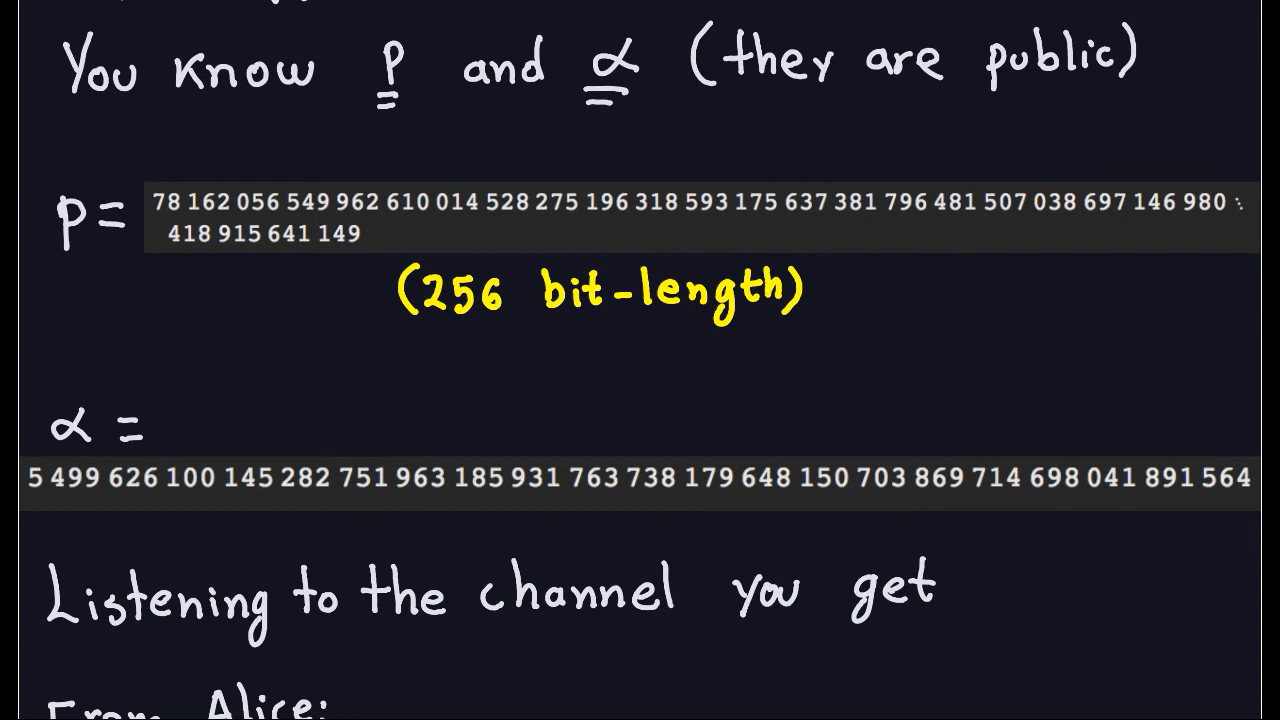 You know p and α (they are public)
p =
78 162 056 549 962 610 014 528 275 196 318 593 175 637 381 796 481 507 038 697 146 980 ⋱
418 915 641 149
(256 bit-length)
α =
5 499 626 100 145 282 751 963 185 931 763 738 179 648 150 703 869 714 698 041 891 564
Listening to the channel you get
From Alice: